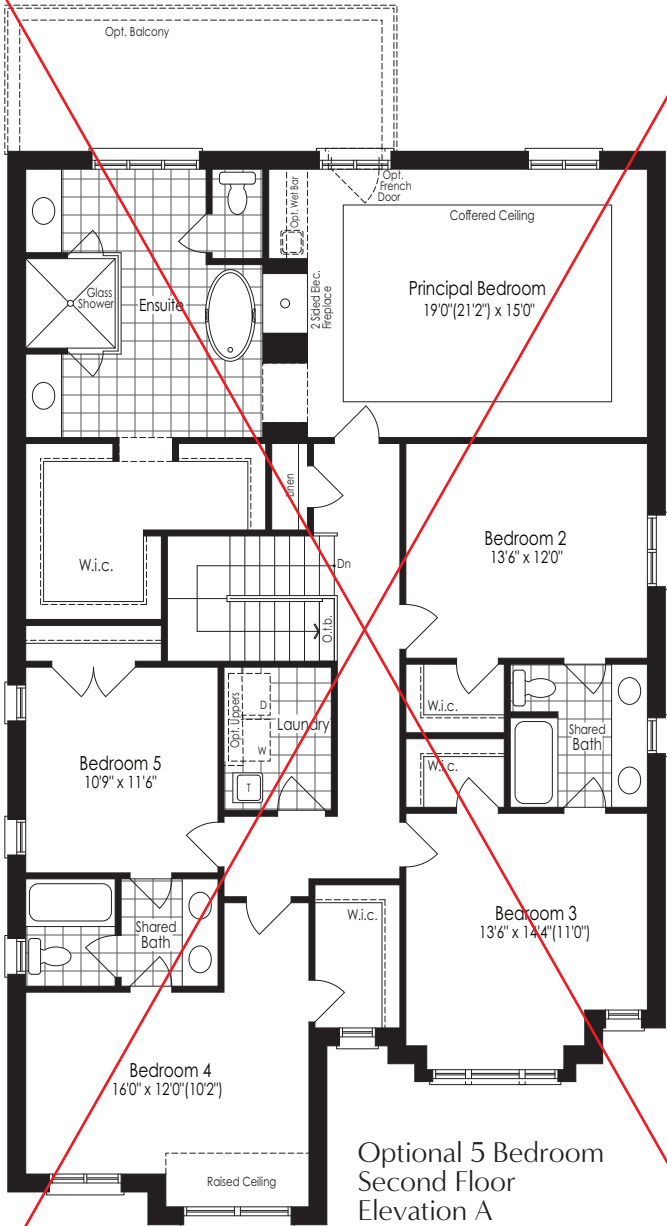 Opt. Balcony
Opt. Wet Bar
Opt.
French
Door
Coffered Ceiling
Glass
Shower
Ensuite
2 Sided Elec.
Fireplace
Principal Bedroom
19'0"(21'2") x 15'0"
Linen
W.i.c.
Dn
O.t.b.
Bedroom 2
13'6" x 12'0"
W.i.c.
Shared
Bath
W.i.c.
Opt. Uppers
D
W
T
Laundry
Bedroom 5
10'9" x 11'6"
Shared
Bath
W.i.c.
Bedroom 3
13'6" x 14'4"(11'0")
Bedroom 4
16'0" x 12'0"(10'2")
Raised Ceiling
Optional 5 Bedroom
Second Floor
Elevation A